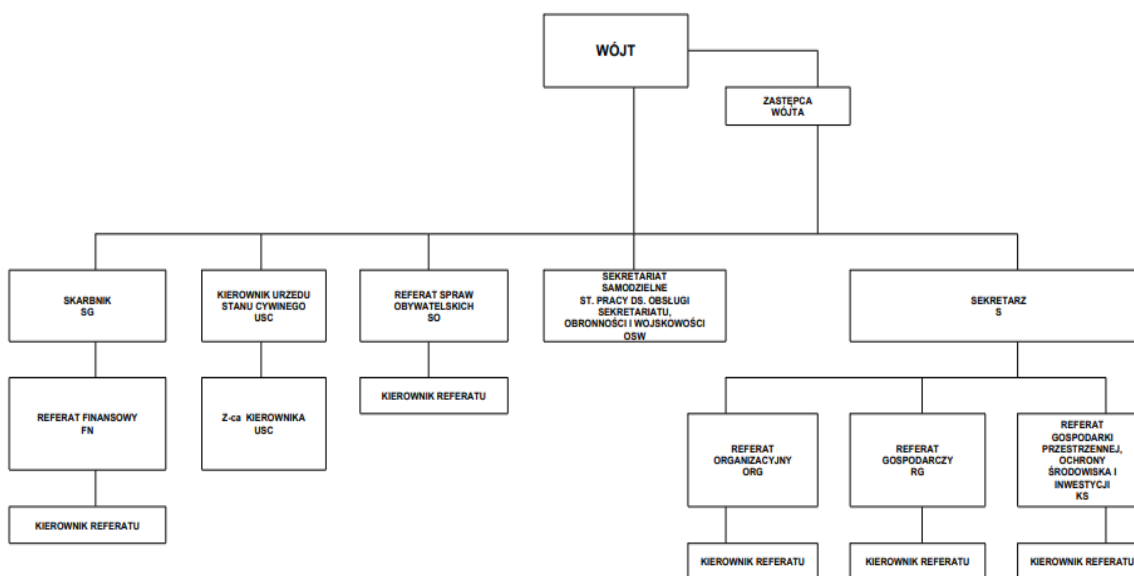 WÓJT
ZASTĘPCA
WÓJTA
SKARBNIK
SG
KIEROWNIK URZEDU
STANU CYWINEGO
USC
REFERAT SPRAW
OBYWATELSKICH
SO
SEKRETARIAT
SAMODZIELNE
ST. PRACY DS. OBSŁUGI
SEKRETARIATU,
OBRONNOŚCI I WOJSKOWOŚCI
OSW
SEKRETARZ
S
REFERAT FINANSOWY
FN
Z-ca KIEROWNIKA
USC
KIEROWNIK REFERATU
REFERAT
ORGANIZACYJNY
ORG
REFERAT
GOSPODARCZY
RG
REFERAT
GOSPODARKI
PRZESTRZENNEJ,
OCHRONY
ŚRODOWISKA I
INWESTYCJI
KS
KIEROWNIK REFERATU
KIEROWNIK REFERATU
KIEROWNIK REFERATU
KIEROWNIK REFERATU